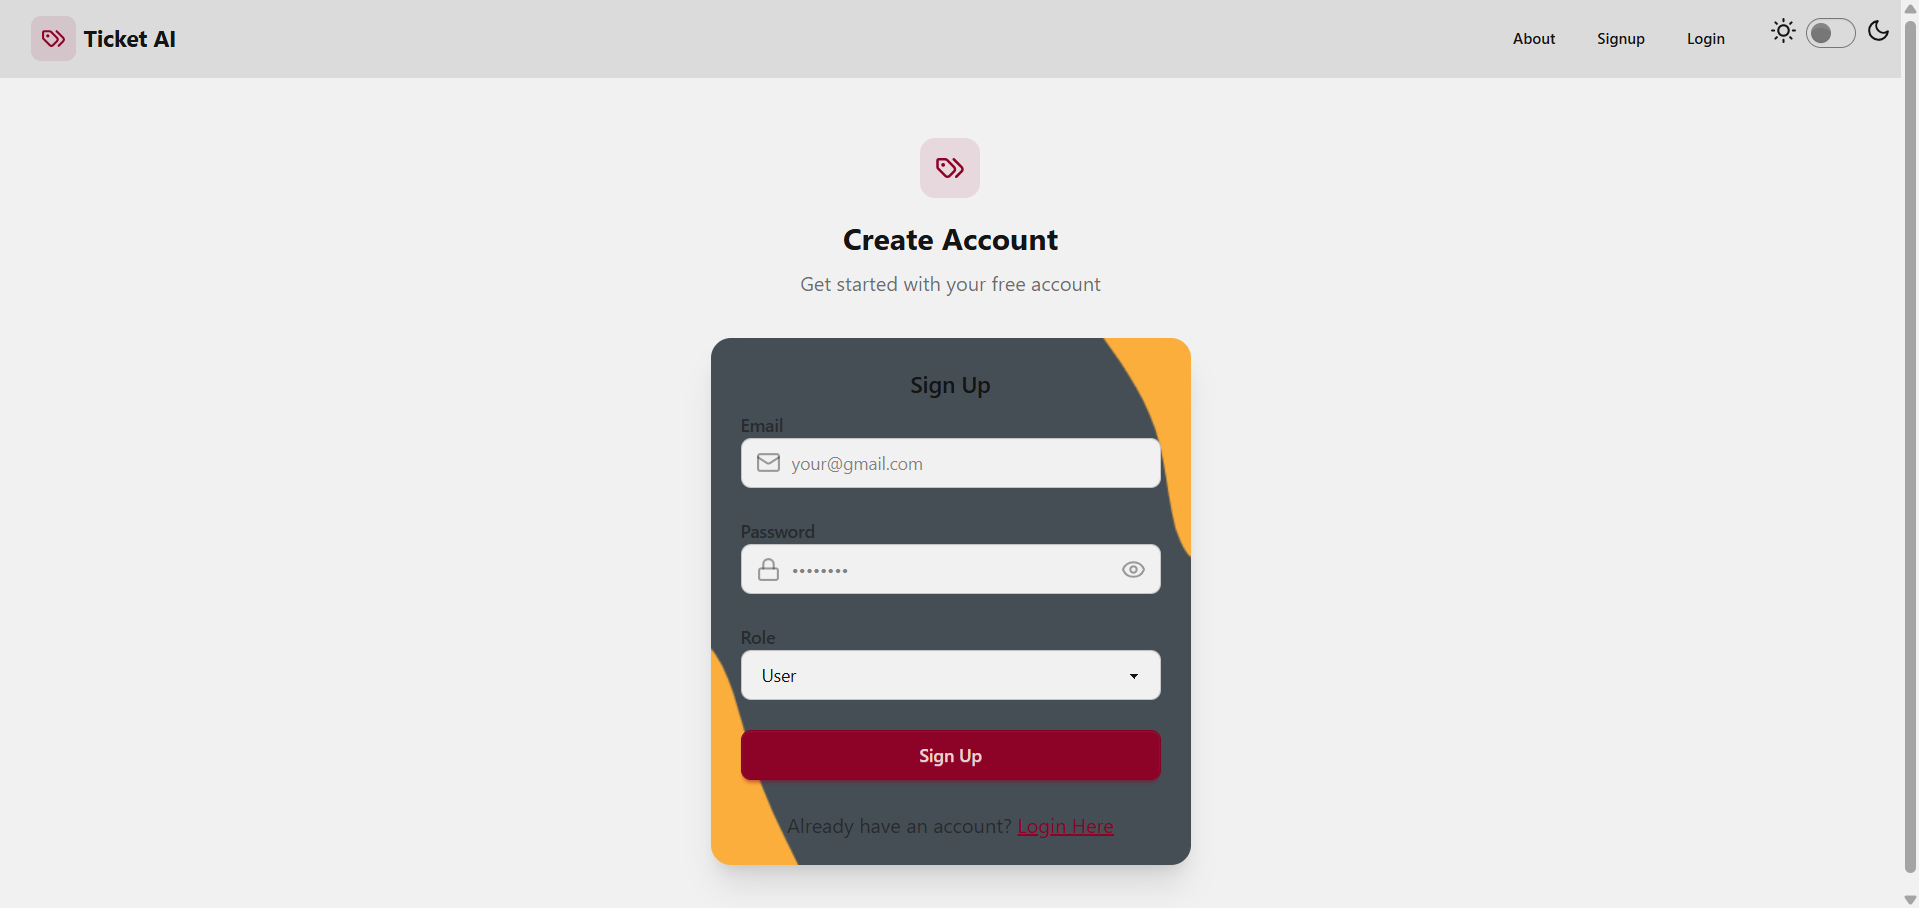 Ticket AI
About
Signup
Login
Create Account
Get started with your free account
Sign Up
Email
your@gmail.com
Password
••••••••
Role
User
Sign Up
Already have an account? Login Here